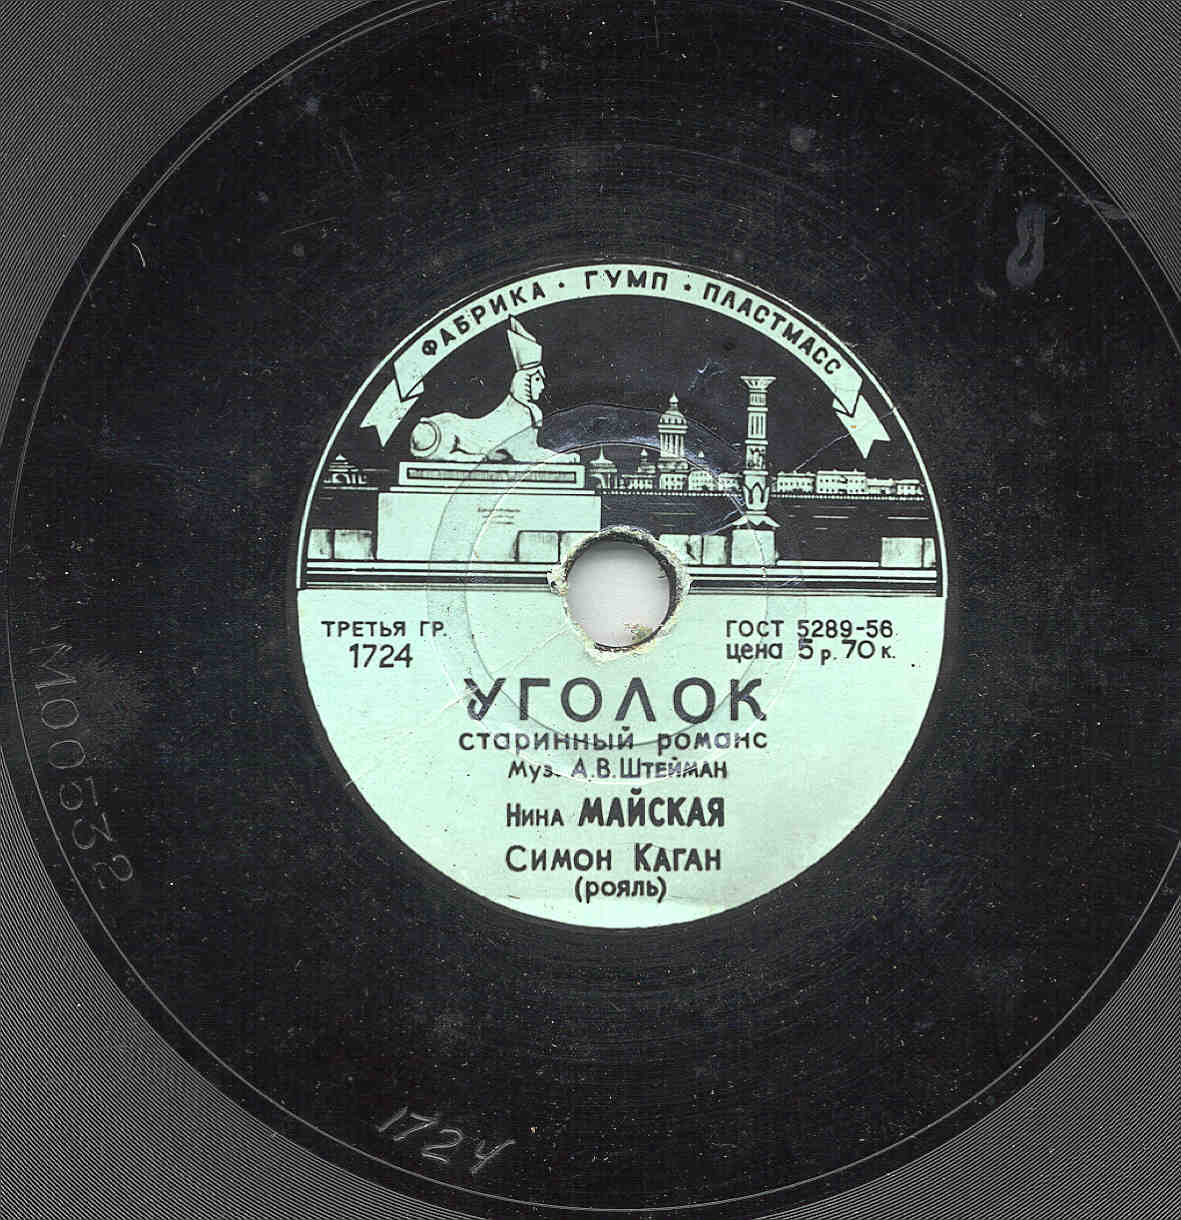 ФАБРИКА · ГУМП · ПЛАСТМАСС
ТРЕТЬЯ ГР.
1724
ГОСТ 5289-56
цена 5 р. 70 к.
УГОЛОК
старинный романс
Муз. А.В.ШТЕЙМАН
Нина МАЙСКАЯ
Симон КАГАН
(рояль)
М00532
1724